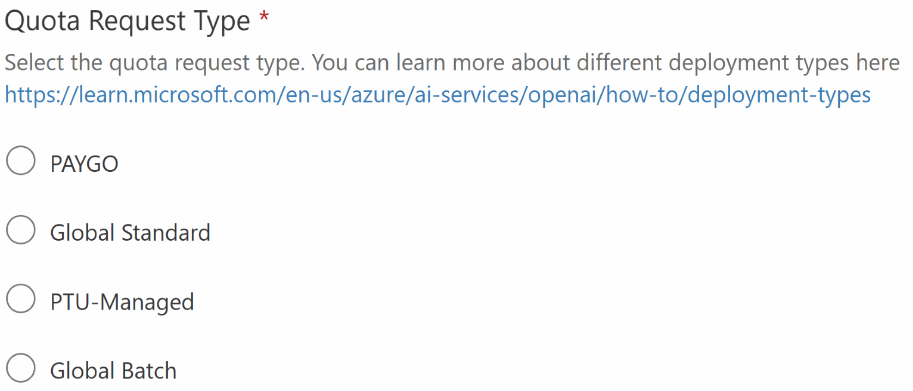 Quota Request Type *
Select the quota request type. You can learn more about different deployment types here
https://learn.microsoft.com/en-us/azure/ai-services/openai/how-to/deployment-types
PAYGO
Global Standard
PTU-Managed
Global Batch